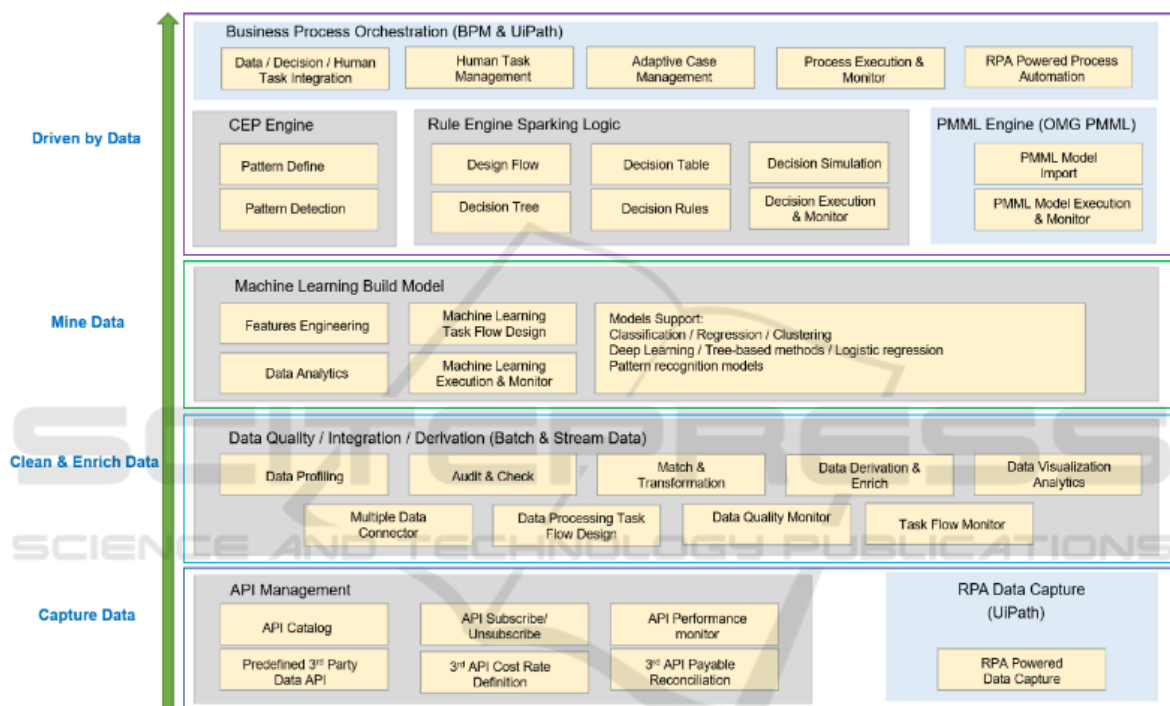 Business Process Orchestration (BPM & UiPath)
Data / Decision / Human
Task Integration
Human Task
Management
Adaptive Case
Management
Process Execution &
Monitor
RPA Powered Process
Automation
Driven by Data
CEP Engine
Pattern Define
Pattern Detection
Rule Engine Sparking Logic
Design Flow
Decision Table
Decision Simulation
Decision Tree
Decision Rules
Decision Execution
& Monitor
PMML Engine (OMG PMML)
PMML Model
Import
PMML Model Execution
& Monitor
Mine Data
Machine Learning Build Model
Features Engineering
Machine Learning
Task Flow Design
Data Analytics
Machine Learning
Execution & Monitor
Models Support:
Classification / Regression / Clustering
Deep Learning / Tree-based methods / Logistic regression
Pattern recognition models
SCITEPRESS
Clean & Enrich Data
Data Quality / Integration / Derivation (Batch & Stream Data)
Data Profiling
Audit & Check
Match &
Transformation
Data Derivation &
Enrich
Data Visualization
Analytics
Multiple Data
Connector
Data Processing Task
Flow Design
Data Quality Monitor
Task Flow Monitor
SCIENCE AND TECHNOLOGY PUBLICATIONS
Capture Data
API Management
API Catalog
API Subscribe/
Unsubscribe
API Performance
monitor
Predefined 3rd Party
Data API
3rd API Cost Rate
Definition
3rd API Payable
Reconciliation
RPA Data Capture
(UiPath)
RPA Powered
Data Capture